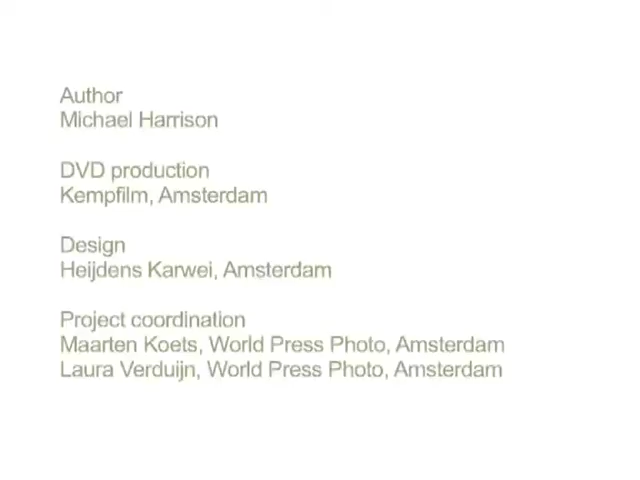 Author
Michael Harrison
DVD production
Kempfilm, Amsterdam
Design
Heijdens Karwei, Amsterdam
Project coordination
Maarten Koets, World Press Photo, Amsterdam
Laura Verduijn, World Press Photo, Amsterdam